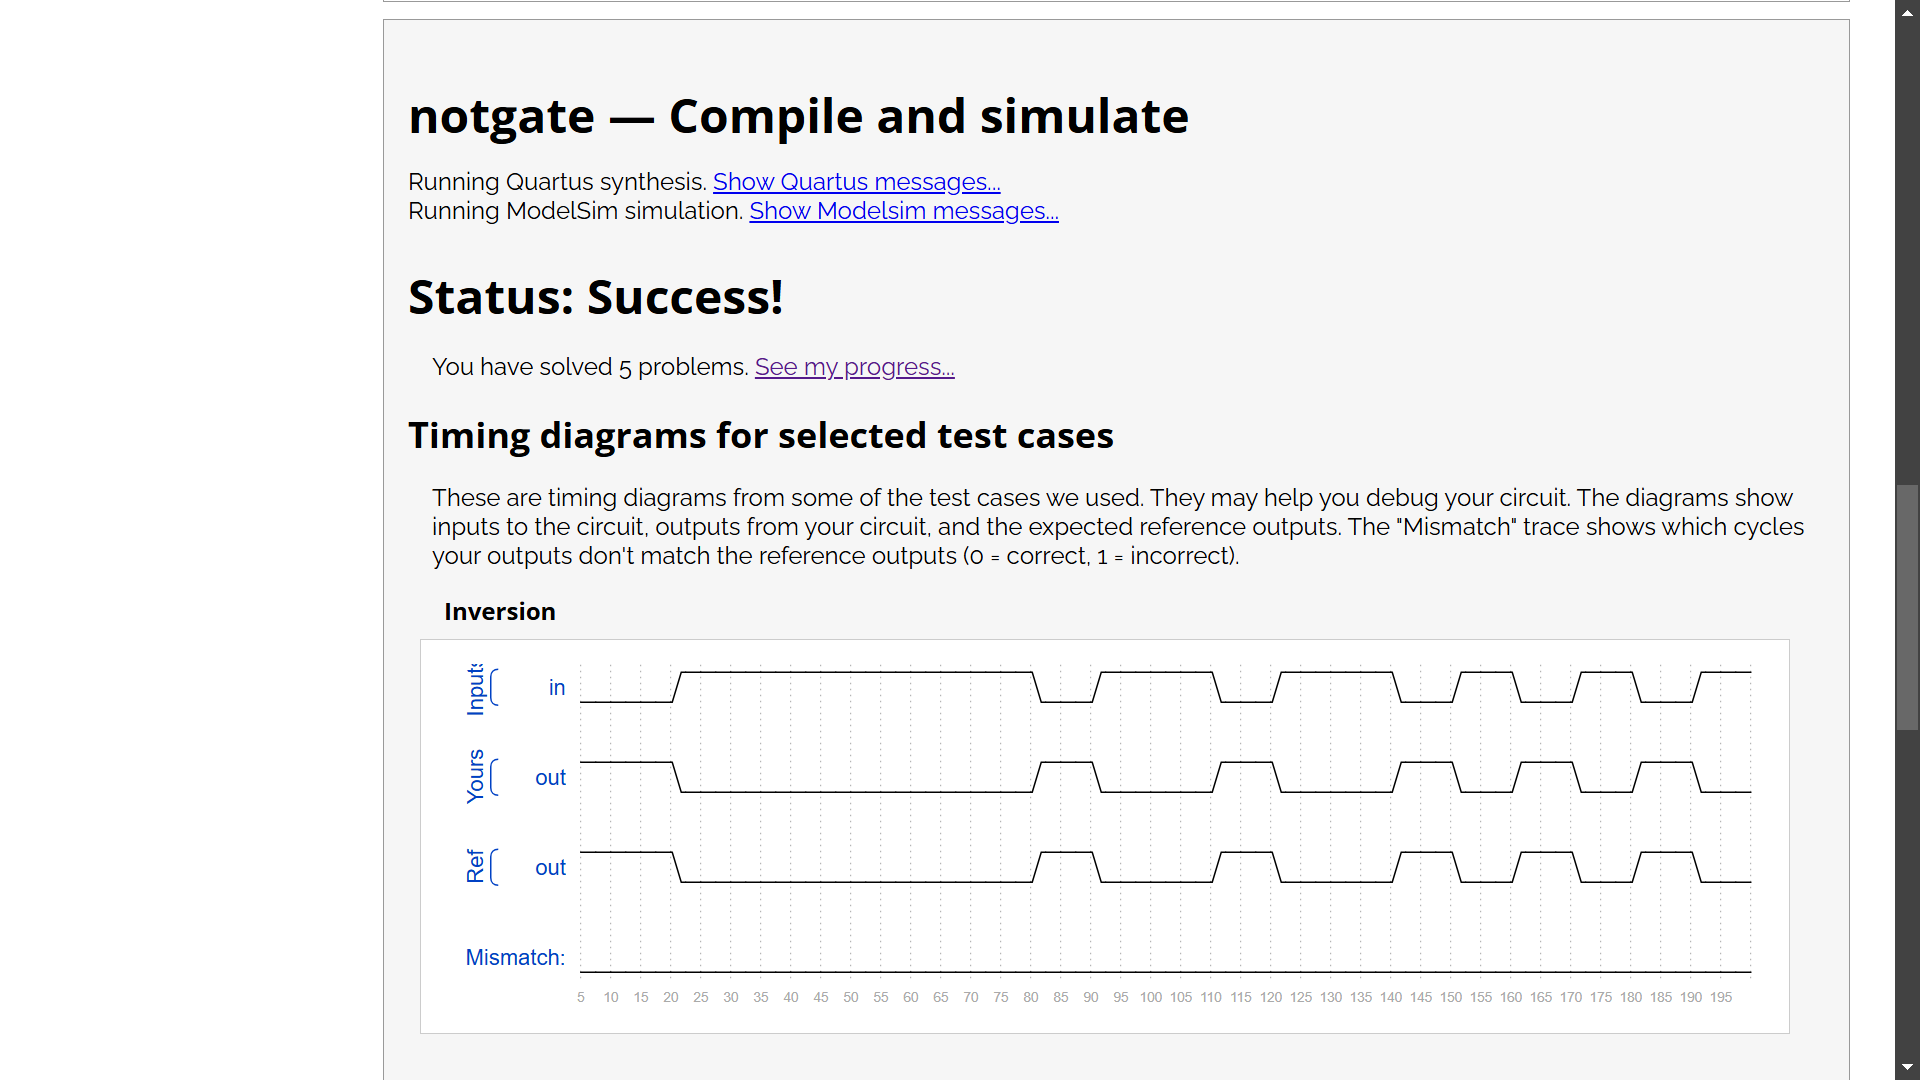 notgate — Compile and simulate
Running Quartus synthesis. Show Quartus messages...
Running ModelSim simulation. Show Modelsim messages...
Status: Success!
You have solved 5 problems. See my progress...
Timing diagrams for selected test cases
These are timing diagrams from some of the test cases we used. They may help you debug your circuit. The diagrams show
inputs to the circuit, outputs from your circuit, and the expected reference outputs. The "Mismatch" trace shows which cycles
your outputs don't match the reference outputs (0 = correct, 1 = incorrect).
Inversion
Inputs in
Yours out
Ref out
Mismatch:
5 10 15 20 25 30 35 40 45 50 55 60 65 70 75 80 85 90 95 100 105 110 115 120 125 130 135 140 145 150 155 160 165 170 175 180 185 190 195